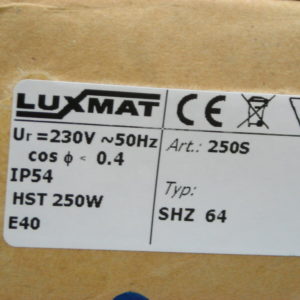 LUXMAT CE
Ur =230V ~50Hz
cos ϕ < 0.4
IP54
HST 250W
E40
Art.: 250S
Typ:
SHZ 64